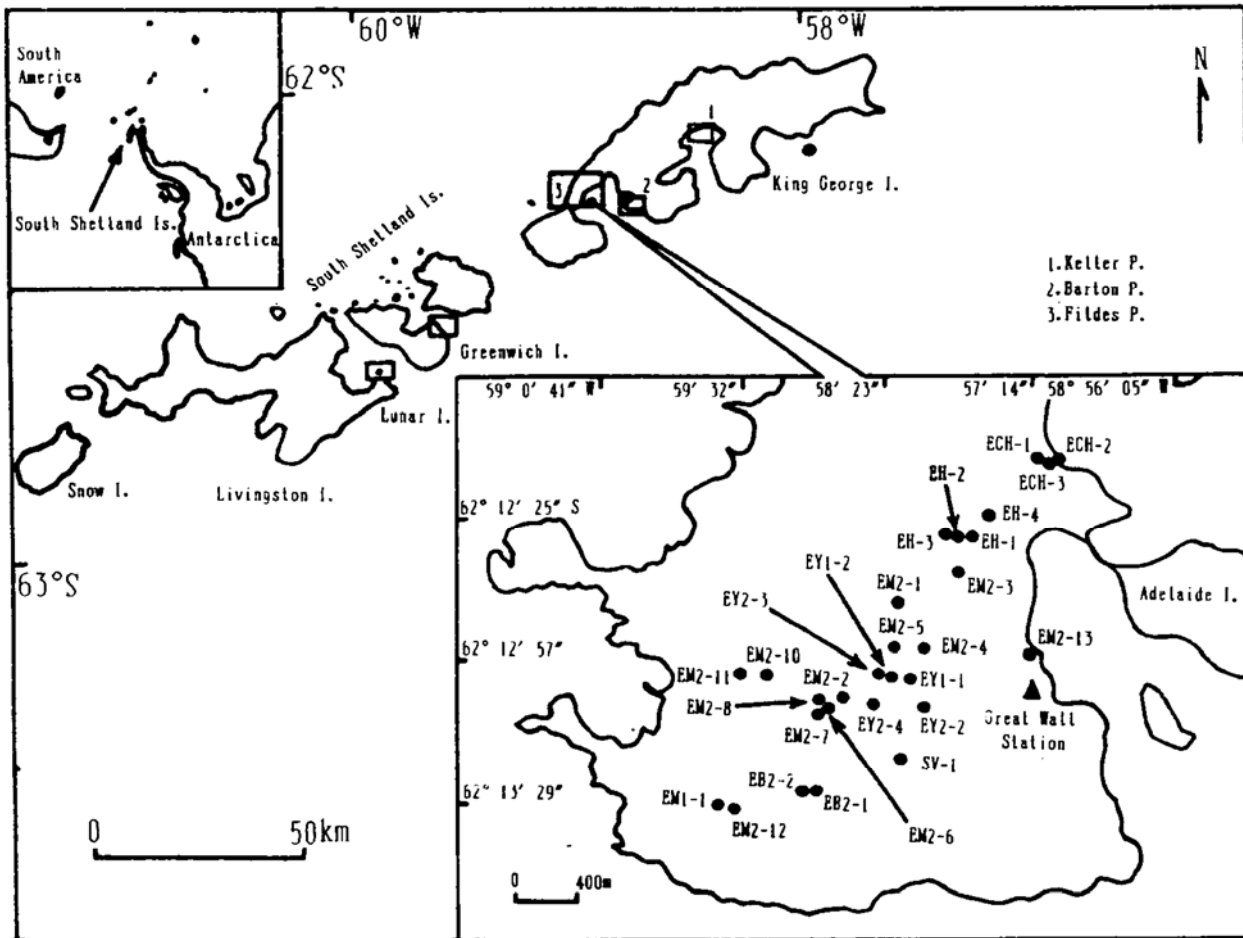 60°W
58°W
South
America
62°S
N
1
King George I.
3
2
South Shetland Is.
Antarctica
South Shetland Is.
1.Keller P.
2.Barton P.
3.Fildes P.
Greenwich I.
Lunar I.
Snow I.
Livingston I.
63°S
0 50km
59° 0′ 41″ W
59′ 32″
58′ 23″
57′ 14″
58° 56′ 05″ W
ECH-1
ECH-2
ECH-3
EH-2
62° 12′ 25″ S
EH-4
EH-3
EH-1
EY1-2
EM2-1
EM2-3
Adelaide I.
EY2-3
EM2-5
EM2-4
EM2-13
62° 12′ 57″
EM2-10
EM2-11
EM2-2
EY1-1
EM2-8
EY2-4
EY2-2
Great Wall
Station
EM2-7
SV-1
62° 13′ 29″
EB2-2
EM1-1
EB2-1
EM2-12
EM2-6
0 400m